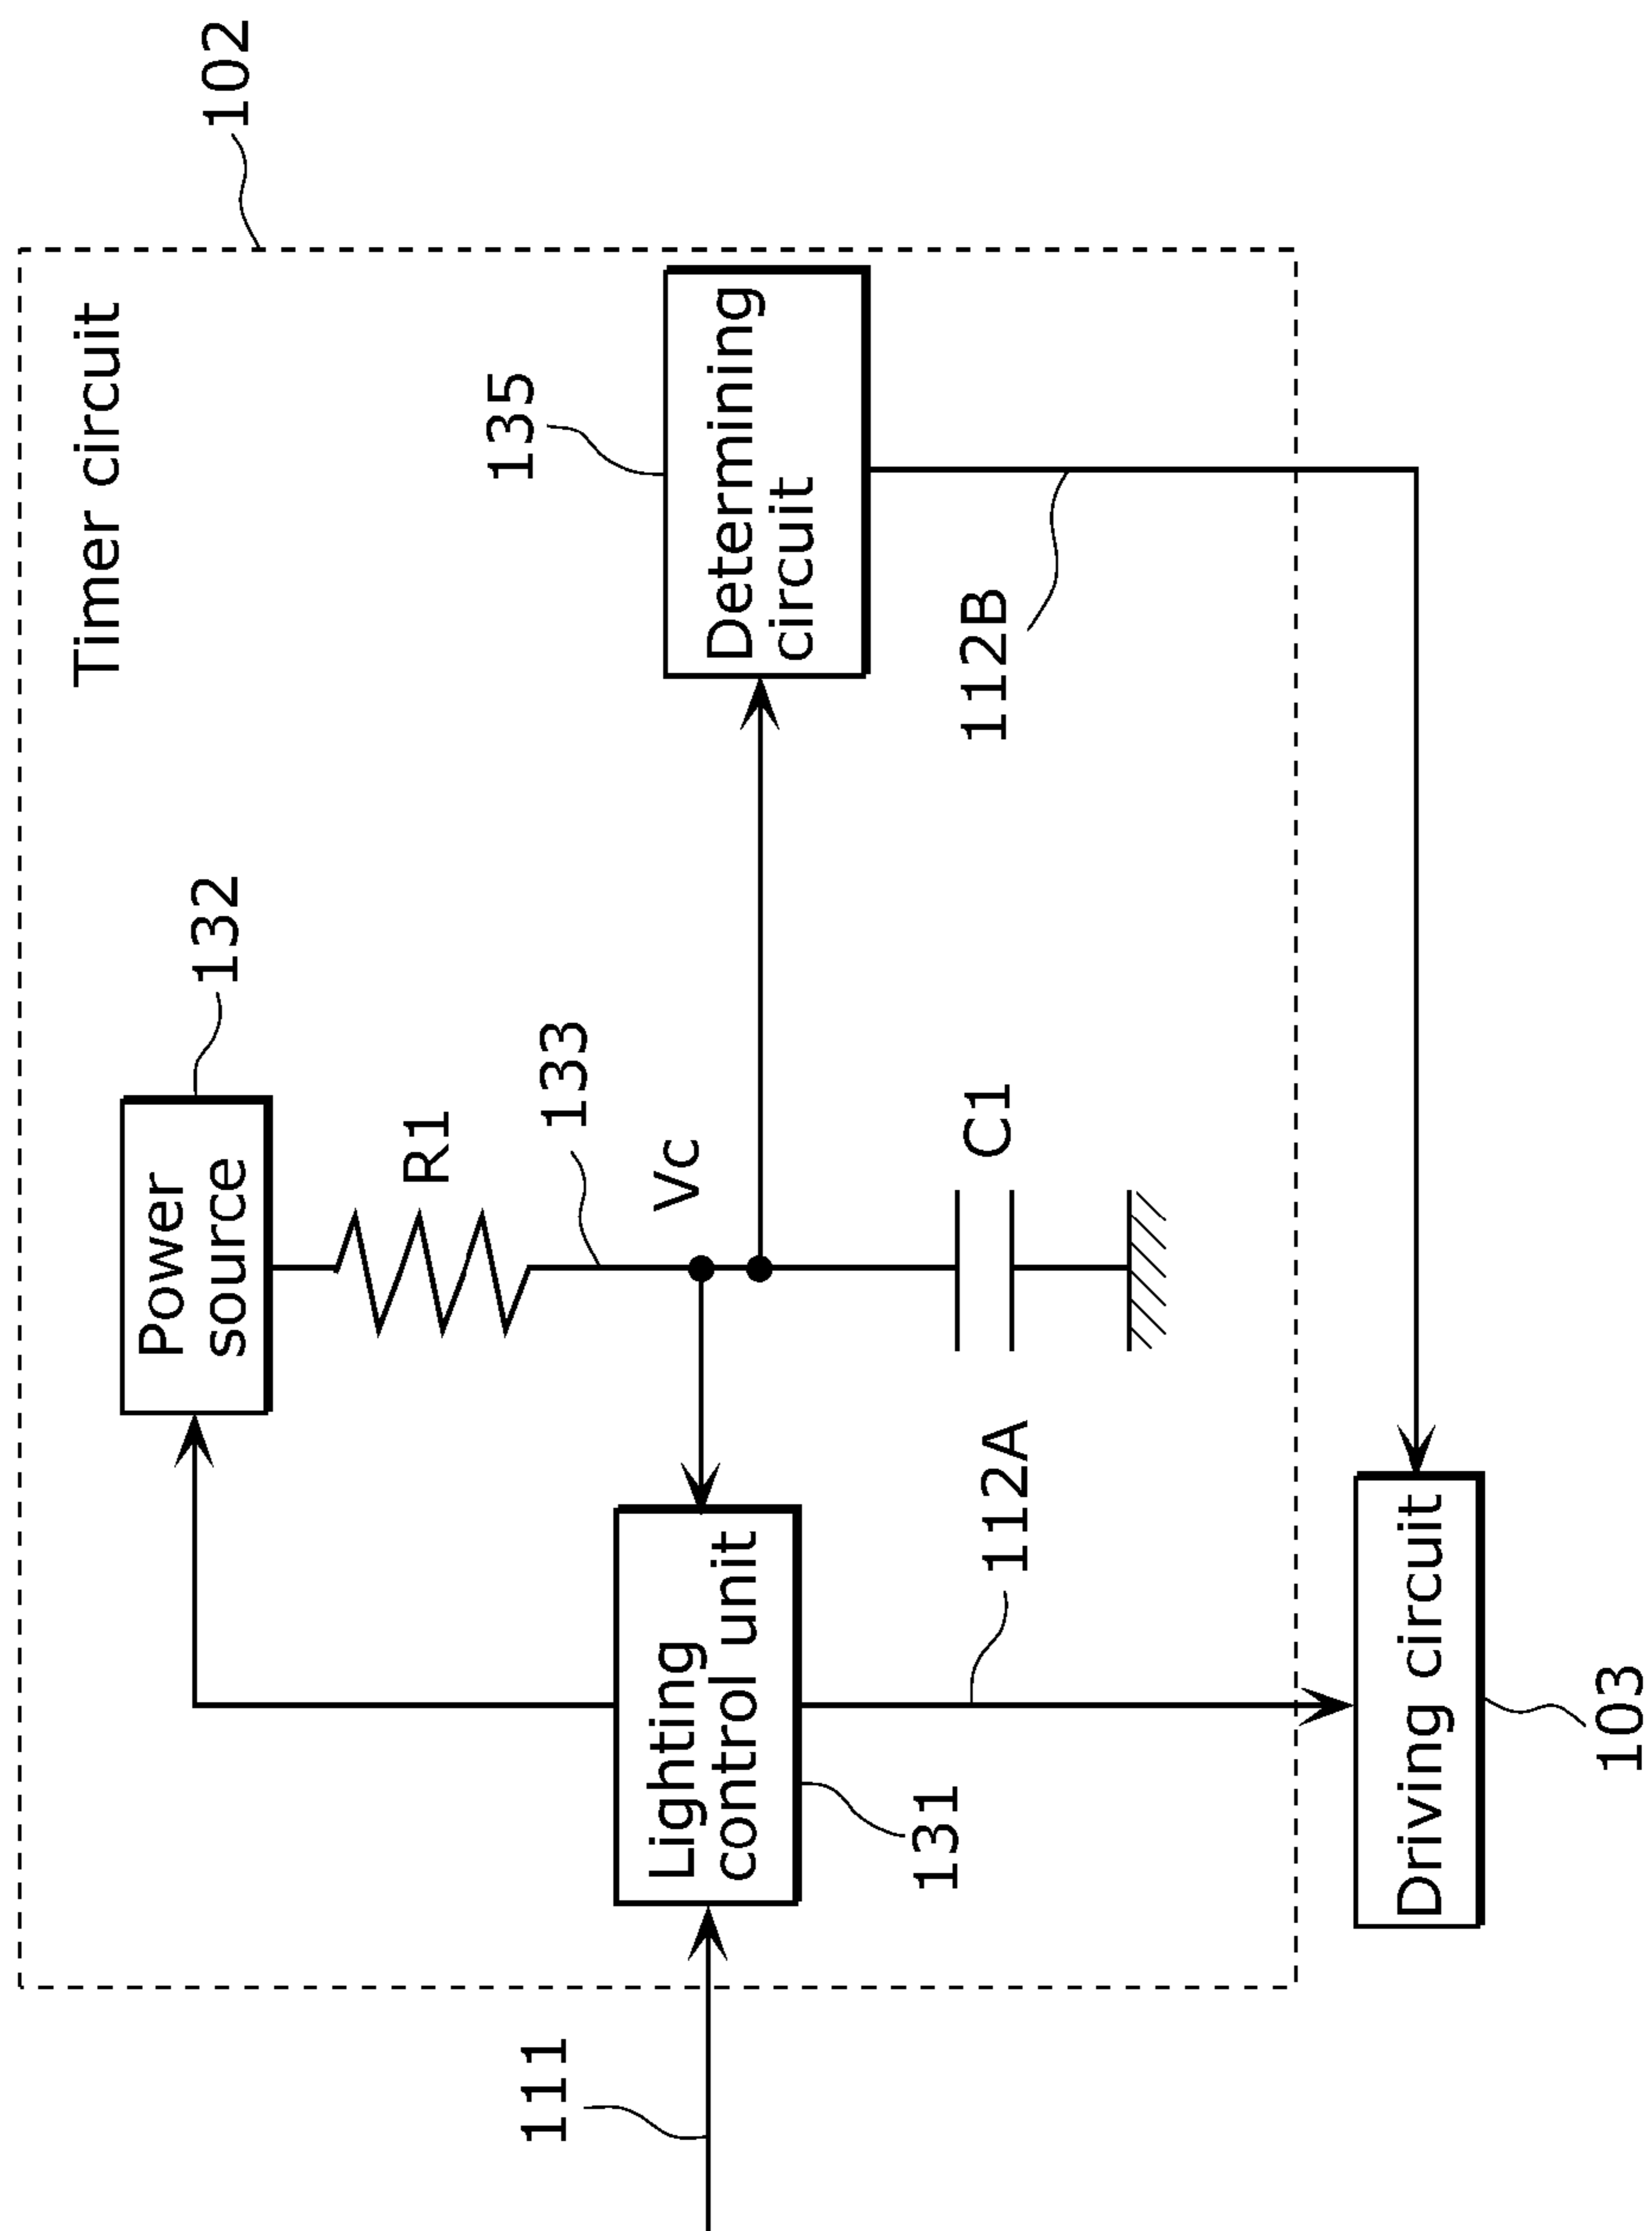 Timer circuit
102
Power
source
132
R1
133
Vc
135
Determining
circuit
111
Lighting
control unit
131
112A
C1
112B
Driving circuit
103